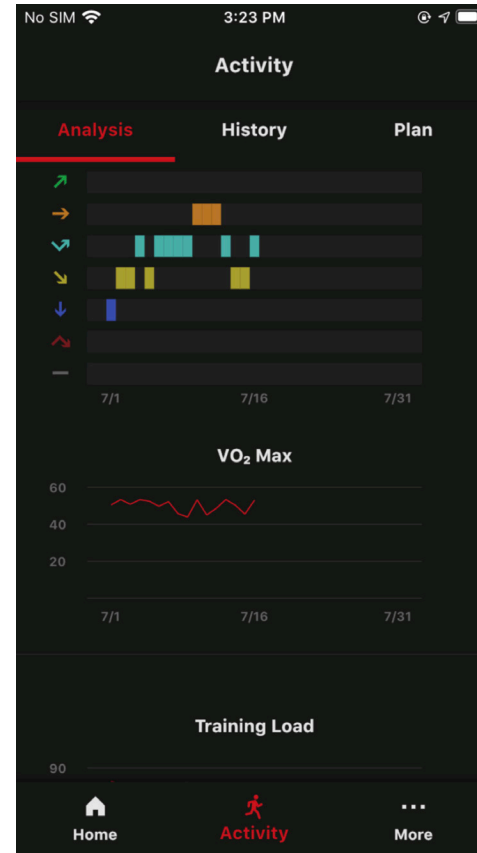 No SIM 3:23 PM
Activity
Analysis History Plan
7/1 7/16 7/31
VO₂ Max
60
40
20
7/1 7/16 7/31
Training Load
90
Home Activity More